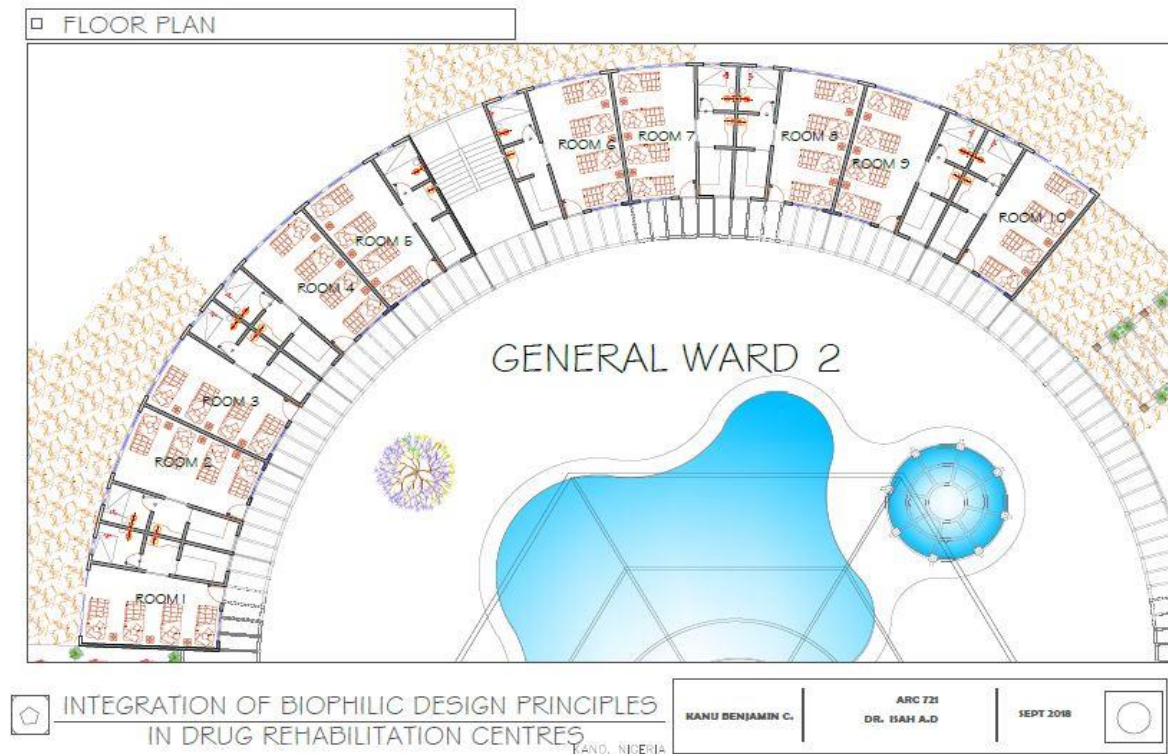 FLOOR PLAN
ROOM 6
ROOM 7
ROOM 8
ROOM 9
ROOM 10
ROOM 5
ROOM 4
ROOM 3
ROOM 2
ROOM 1
GENERAL WARD 2
INTEGRATION OF BIOPHILIC DESIGN PRINCIPLES
IN DRUG REHABILITATION CENTRES
KANO, NIGERIA
KANU BENJAMIN C.
ARC 721
DR. ISAH A.D
SEPT 2018